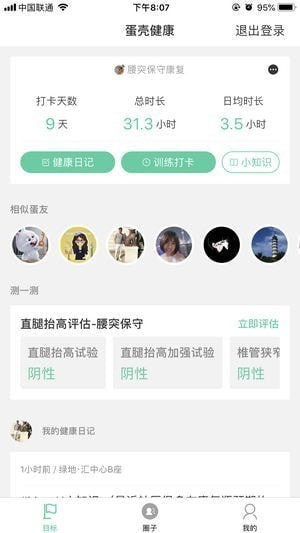 中国联通 下午8:07 95%
蛋壳健康 退出登录
腰突保守康复
打卡天数 总时长 日均时长
9天 31.3小时 3.5小时
健康日记 训练打卡 小知识
相似蛋友
测一测
直腿抬高评估-腰突保守 立即评估
直腿抬高试验 直腿抬高加强试验 椎管狭窄
阴性 阴性 阴性
我的健康日记
1小时前 / 绿地·汇中心B座
目标 圈子 我的